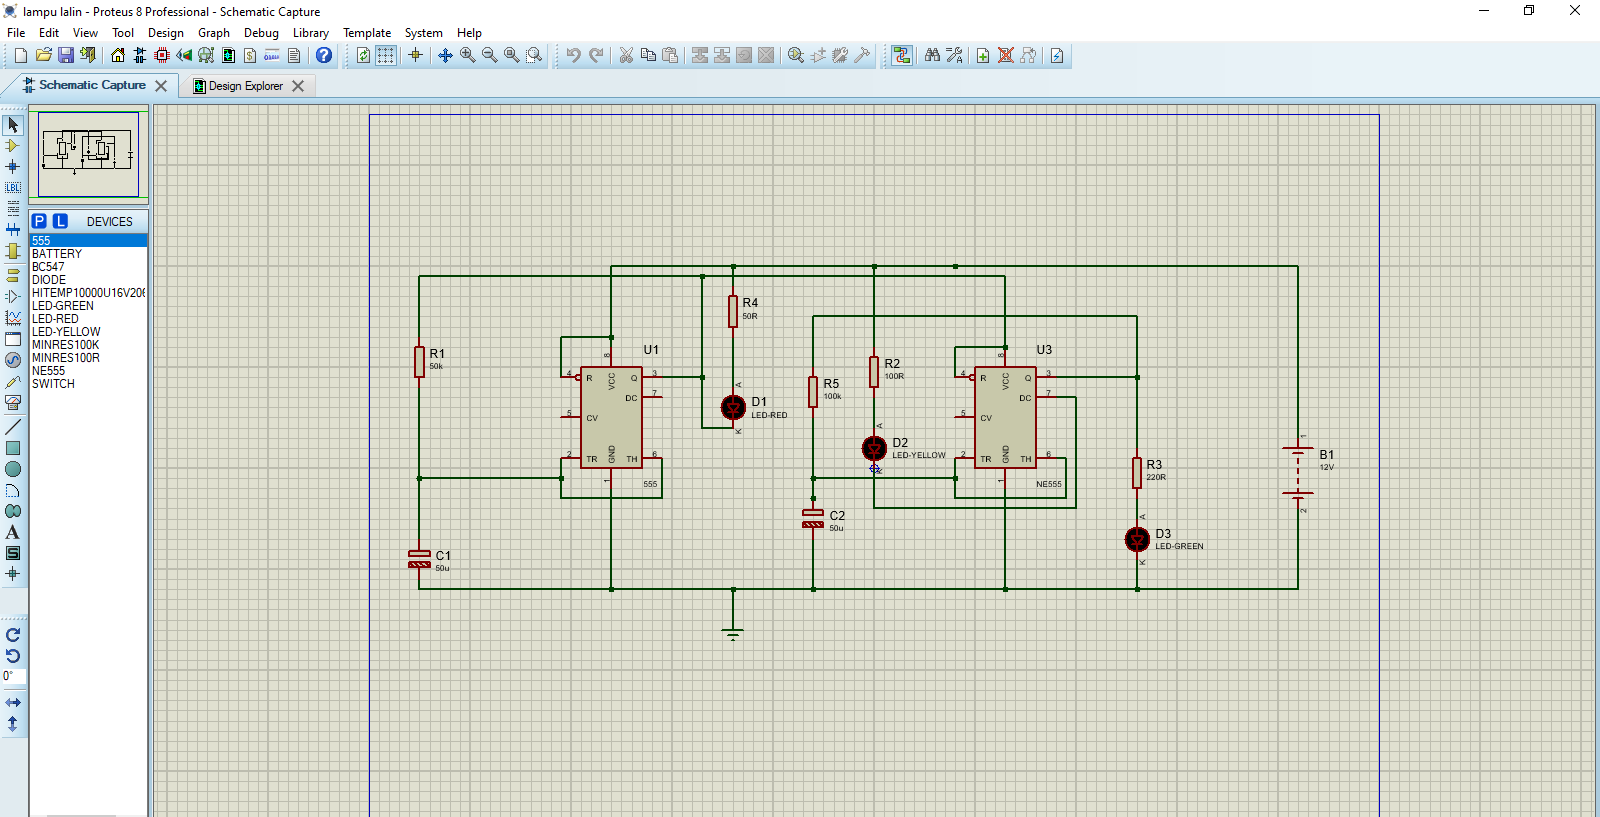 lampu lalin - Proteus 8 Professional - Schematic Capture
File Edit View Tool Design Graph Debug Library Template System Help
Schematic Capture
Design Explorer
P L DEVICES
555
BATTERY
BC547
DIODE
HITEMP10000U16V206
LED-GREEN
LED-RED
LED-YELLOW
MINRES100K
MINRES100R
NE555
SWITCH
LBL
A
S
0°
R1
50k
C1
50u
U1
4 R
5 CV
2 TR
8 VCC
1 GND
3 Q
7 DC
6 TH
555
R4
50R
A
D1
LED-RED
K
R5
100k
C2
50u
R2
100R
A
D2
LED-YELLOW
K
U3
4 R
5 CV
2 TR
8 VCC
1 GND
3 Q
7 DC
6 TH
NE555
R3
220R
A
D3
LED-GREEN
K
1
B1
12V
2